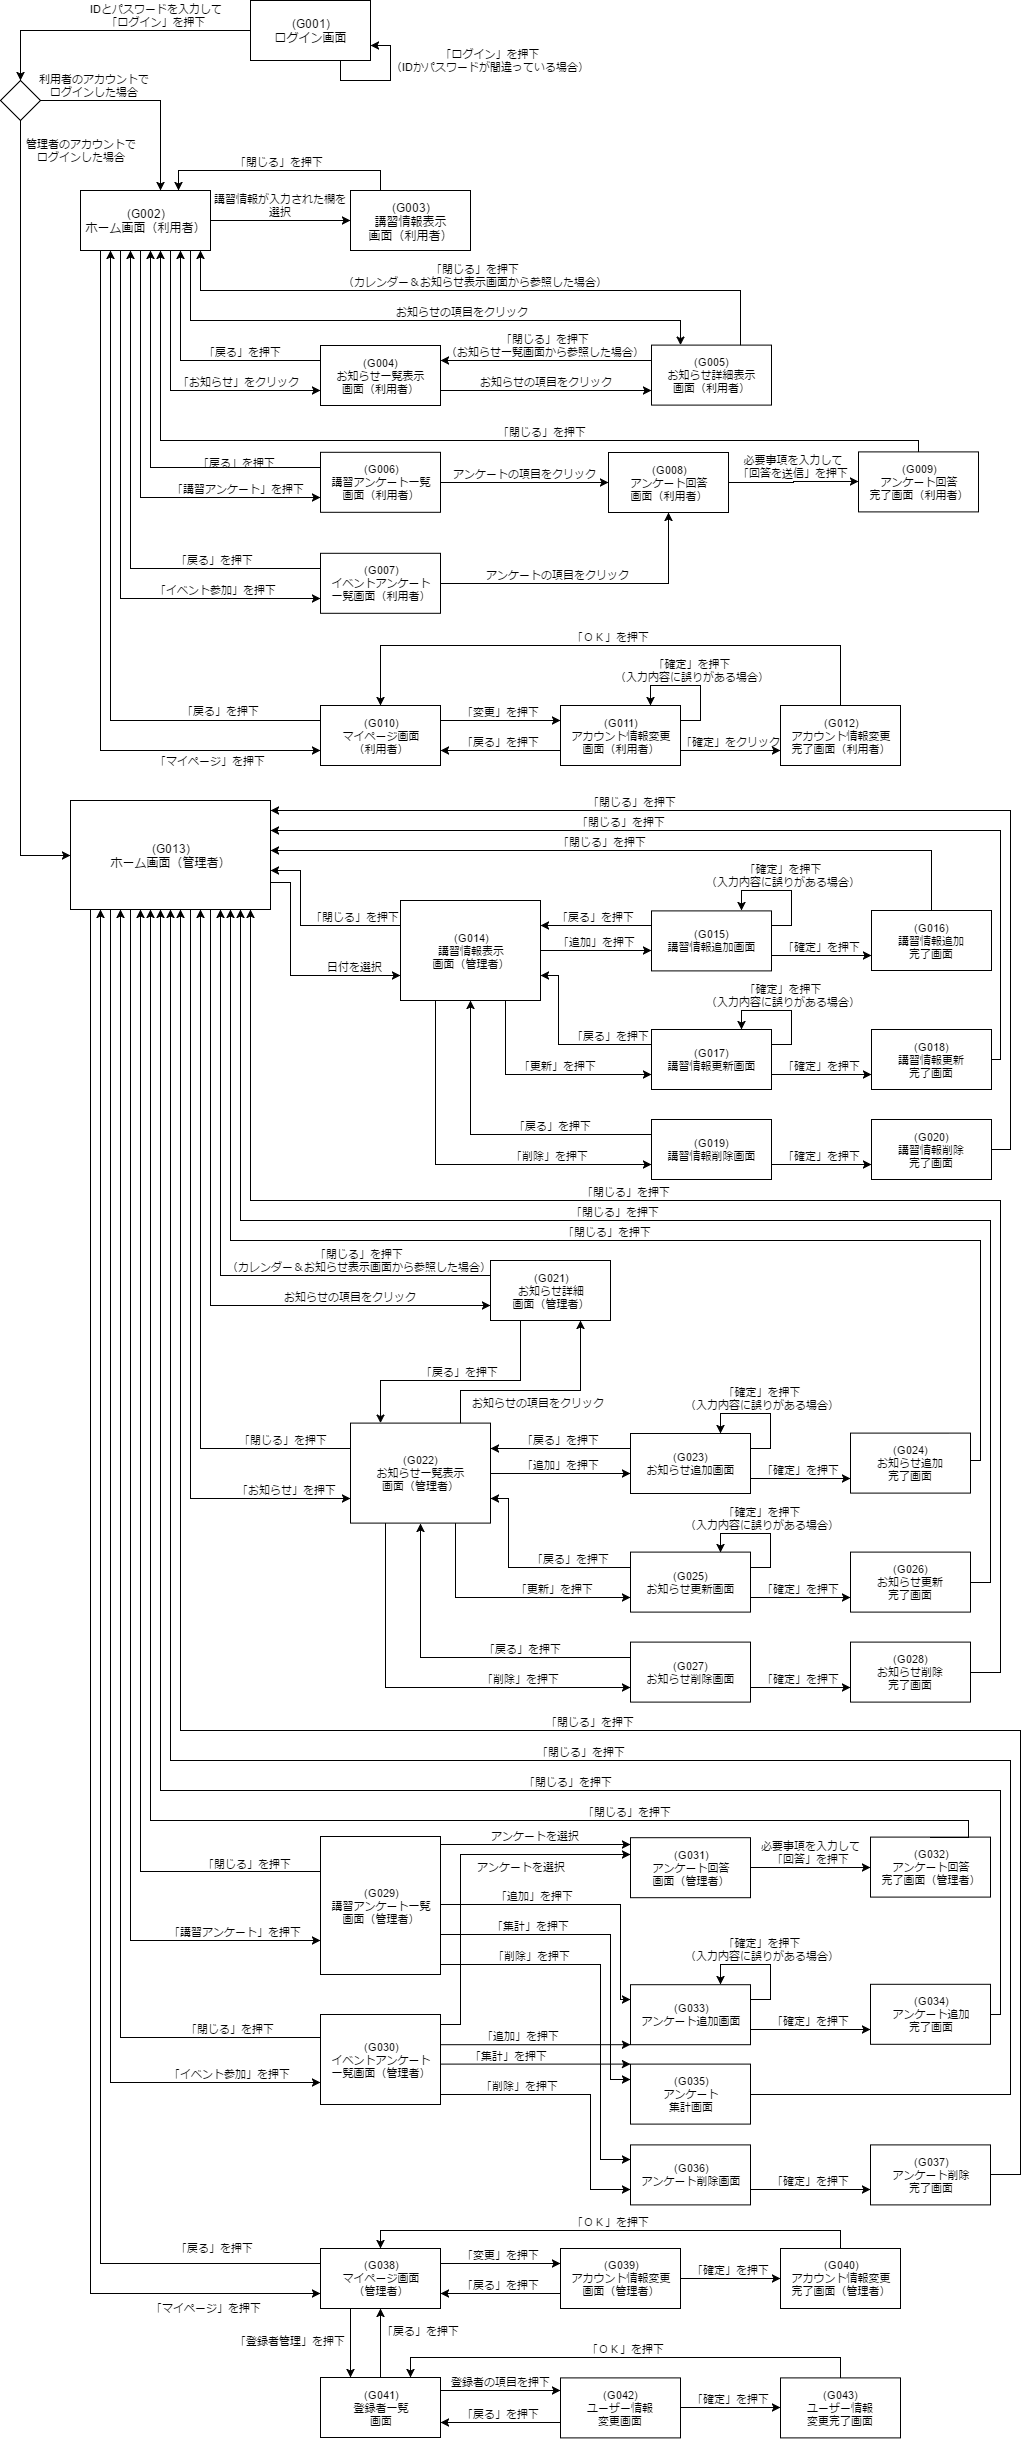 IDとパスワードを入力して
「ログイン」を押下
(G001)
ログイン画面
「ログイン」を押下
（IDかパスワードが間違っている場合）
利用者のアカウントで
ログインした場合
管理者のアカウントで
ログインした場合
「閉じる」を押下
(G002)
ホーム画面（利用者）
講習情報が入力された欄を
選択
(G003)
講習情報表示
画面（利用者）
「閉じる」を押下
（カレンダー＆お知らせ表示画面から参照した場合）
お知らせの項目をクリック
「戻る」を押下
「お知らせ」をクリック
(G004)
お知らせ一覧表示
画面（利用者）
「閉じる」を押下
（お知らせ一覧画面から参照した場合）
お知らせの項目をクリック
(G005)
お知らせ詳細表示
画面（利用者）
「閉じる」を押下
「戻る」を押下
「講習アンケート」を押下
(G006)
講習アンケート一覧
画面（利用者）
アンケートの項目をクリック
(G008)
アンケート回答
画面（利用者）
必要事項を入力して
「回答を送信」を押下
(G009)
アンケート回答
完了画面（利用者）
「戻る」を押下
「イベント参加」を押下
(G007)
イベントアンケート
一覧画面（利用者）
アンケートの項目をクリック
「ＯＫ」を押下
「戻る」を押下
「マイページ」を押下
(G010)
マイページ画面
（利用者）
「変更」を押下
「戻る」を押下
「確定」を押下
（入力内容に誤りがある場合）
(G011)
アカウント情報変更
画面（利用者）
「確定」をクリック
(G012)
アカウント情報変更
完了画面（利用者）
「閉じる」を押下
「閉じる」を押下
「閉じる」を押下
(G013)
ホーム画面（管理者）
「閉じる」を押下
日付を選択
(G014)
講習情報表示
画面（管理者）
「戻る」を押下
「追加」を押下
「確定」を押下
（入力内容に誤りがある場合）
(G015)
講習情報追加画面
「確定」を押下
(G016)
講習情報追加
完了画面
「確定」を押下
（入力内容に誤りがある場合）
「戻る」を押下
「更新」を押下
(G017)
講習情報更新画面
「確定」を押下
(G018)
講習情報更新
完了画面
「戻る」を押下
「削除」を押下
(G019)
講習情報削除画面
「確定」を押下
(G020)
講習情報削除
完了画面
「閉じる」を押下
「閉じる」を押下
「閉じる」を押下
「閉じる」を押下
（カレンダー＆お知らせ表示画面から参照した場合）
お知らせの項目をクリック
(G021)
お知らせ詳細
画面（管理者）
「戻る」を押下
お知らせの項目をクリック
「閉じる」を押下
「お知らせ」を押下
(G022)
お知らせ一覧表示
画面（管理者）
「戻る」を押下
「追加」を押下
「確定」を押下
（入力内容に誤りがある場合）
(G023)
お知らせ追加画面
「確定」を押下
(G024)
お知らせ追加
完了画面
「確定」を押下
（入力内容に誤りがある場合）
「戻る」を押下
「更新」を押下
(G025)
お知らせ更新画面
「確定」を押下
(G026)
お知らせ更新
完了画面
「戻る」を押下
「削除」を押下
(G027)
お知らせ削除画面
「確定」を押下
(G028)
お知らせ削除
完了画面
「閉じる」を押下
「閉じる」を押下
「閉じる」を押下
「閉じる」を押下
「閉じる」を押下
「講習アンケート」を押下
(G029)
講習アンケート一覧
画面（管理者）
アンケートを選択
アンケートを選択
「追加」を押下
「集計」を押下
「削除」を押下
(G031)
アンケート回答
画面（管理者）
必要事項を入力して
「回答」を押下
(G032)
アンケート回答
完了画面（管理者）
「確定」を押下
（入力内容に誤りがある場合）
(G033)
アンケート追加画面
「確定」を押下
(G034)
アンケート追加
完了画面
「閉じる」を押下
「イベント参加」を押下
(G030)
イベントアンケート
一覧画面（管理者）
「追加」を押下
「集計」を押下
「削除」を押下
(G035)
アンケート
集計画面
(G036)
アンケート削除画面
「確定」を押下
(G037)
アンケート削除
完了画面
「ＯＫ」を押下
「戻る」を押下
「マイページ」を押下
(G038)
マイページ画面
（管理者）
「変更」を押下
「戻る」を押下
(G039)
アカウント情報変更
画面（管理者）
「確定」を押下
(G040)
アカウント情報変更
完了画面（管理者）
「登録者管理」を押下
「戻る」を押下
「ＯＫ」を押下
(G041)
登録者一覧
画面
登録者の項目を押下
「戻る」を押下
(G042)
ユーザー情報
変更画面
「確定」を押下
(G043)
ユーザー情報
変更完了画面